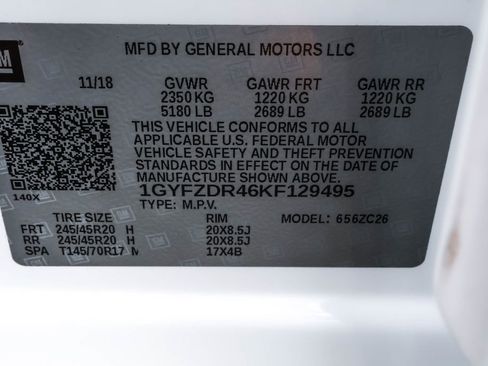 GM
MFD BY GENERAL MOTORS LLC
11/18 GVWR GAWR FRT GAWR RR
2350 KG 1220 KG 1220 KG
5180 LB 2689 LB 2689 LB
THIS VEHICLE CONFORMS TO ALL
APPLICABLE U.S. FEDERAL MOTOR
VEHICLE SAFETY AND THEFT PREVENTION
STANDARDS IN EFFECT ON THE DATE OF
MANUFACTURE SHOWN ABOVE.
1GYFZDR46KF129495
140X TYPE: M.P.V.
TIRE SIZE RIM MODEL: 656ZC26
FRT 245/45R20 H 20X8.5J
RR 245/45R20 H 20X8.5J
SPA T145/70R17 M 17X4B